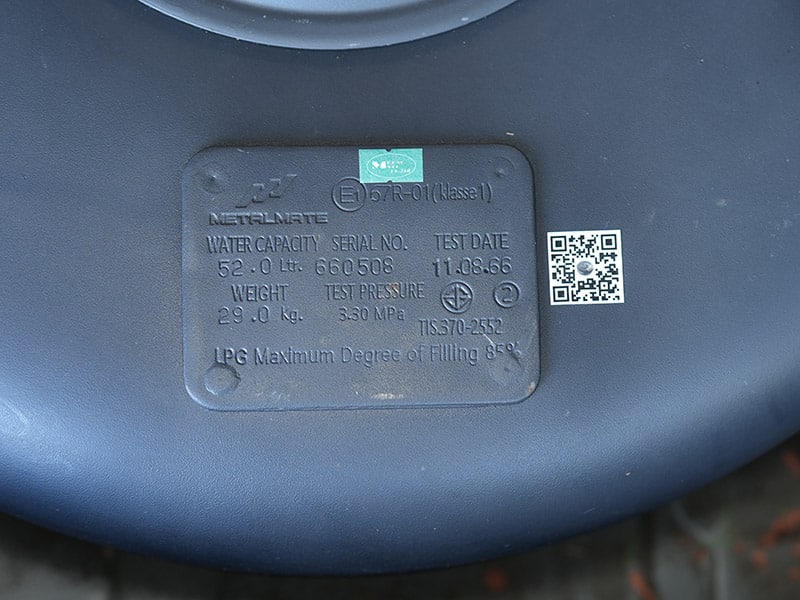 E1 67R-01(klasse1)
METALMATE
WATER CAPACITY SERIAL NO. TEST DATE
52.0 Ltr. 660508 11.08.66
WEIGHT TEST PRESSURE
29.0 Kg. 3.30 MPa 2
TIS.370-2552
LPG Maximum Degree of Filling 85%